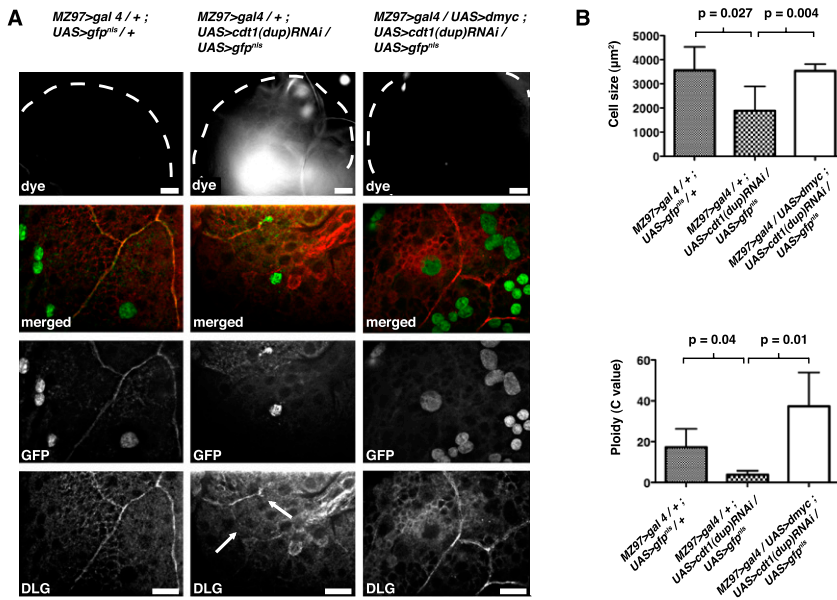 A
MZ97>gal 4 / + ;
UAS>gfpnls / +
MZ97>gal4 / + ;
UAS>cdt1(dup)RNAi /
UAS>gfpnls
MZ97>gal4 / UAS>dmyc ;
UAS>cdt1(dup)RNAi /
UAS>gfpnls
dye
dye
dye
merged
merged
merged
GFP
GFP
GFP
DLG
DLG
DLG
B
p = 0.027
p = 0.004
Cell size (µm2)
5000
4000
3000
2000
1000
0
MZ97>gal 4 / + ;
UAS>gfpnls / +
MZ97>gal4 / + ;
UAS>cdt1(dup)RNAi /
UAS>gfpnls
MZ97>gal4 / UAS>dmyc ;
UAS>cdt1(dup)RNAi /
UAS>gfpnls
p = 0.04
p = 0.01
Ploidy (C value)
60
40
20
0
MZ97>gal 4 / + ;
UAS>gfpnls / +
MZ97>gal4 / + ;
UAS>cdt1(dup)RNAi /
UAS>gfpnls
MZ97>gal4 / UAS>dmyc ;
UAS>cdt1(dup)RNAi /
UAS>gfpnls